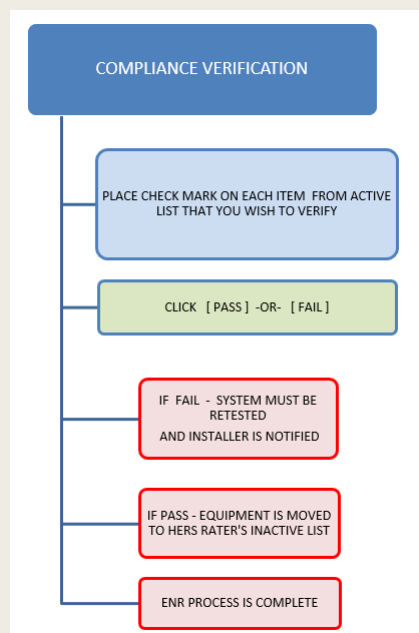 COMPLIANCE VERIFICATION
PLACE CHECK MARK ON EACH ITEM FROM ACTIVE
LIST THAT YOU WISH TO VERIFY
CLICK [ PASS ] -OR- [ FAIL ]
IF FAIL - SYSTEM MUST BE
RETESTED
AND INSTALLER IS NOTIFIED
IF PASS - EQUIPMENT IS MOVED
TO HERS RATER'S INACTIVE LIST
ENR PROCESS IS COMPLETE